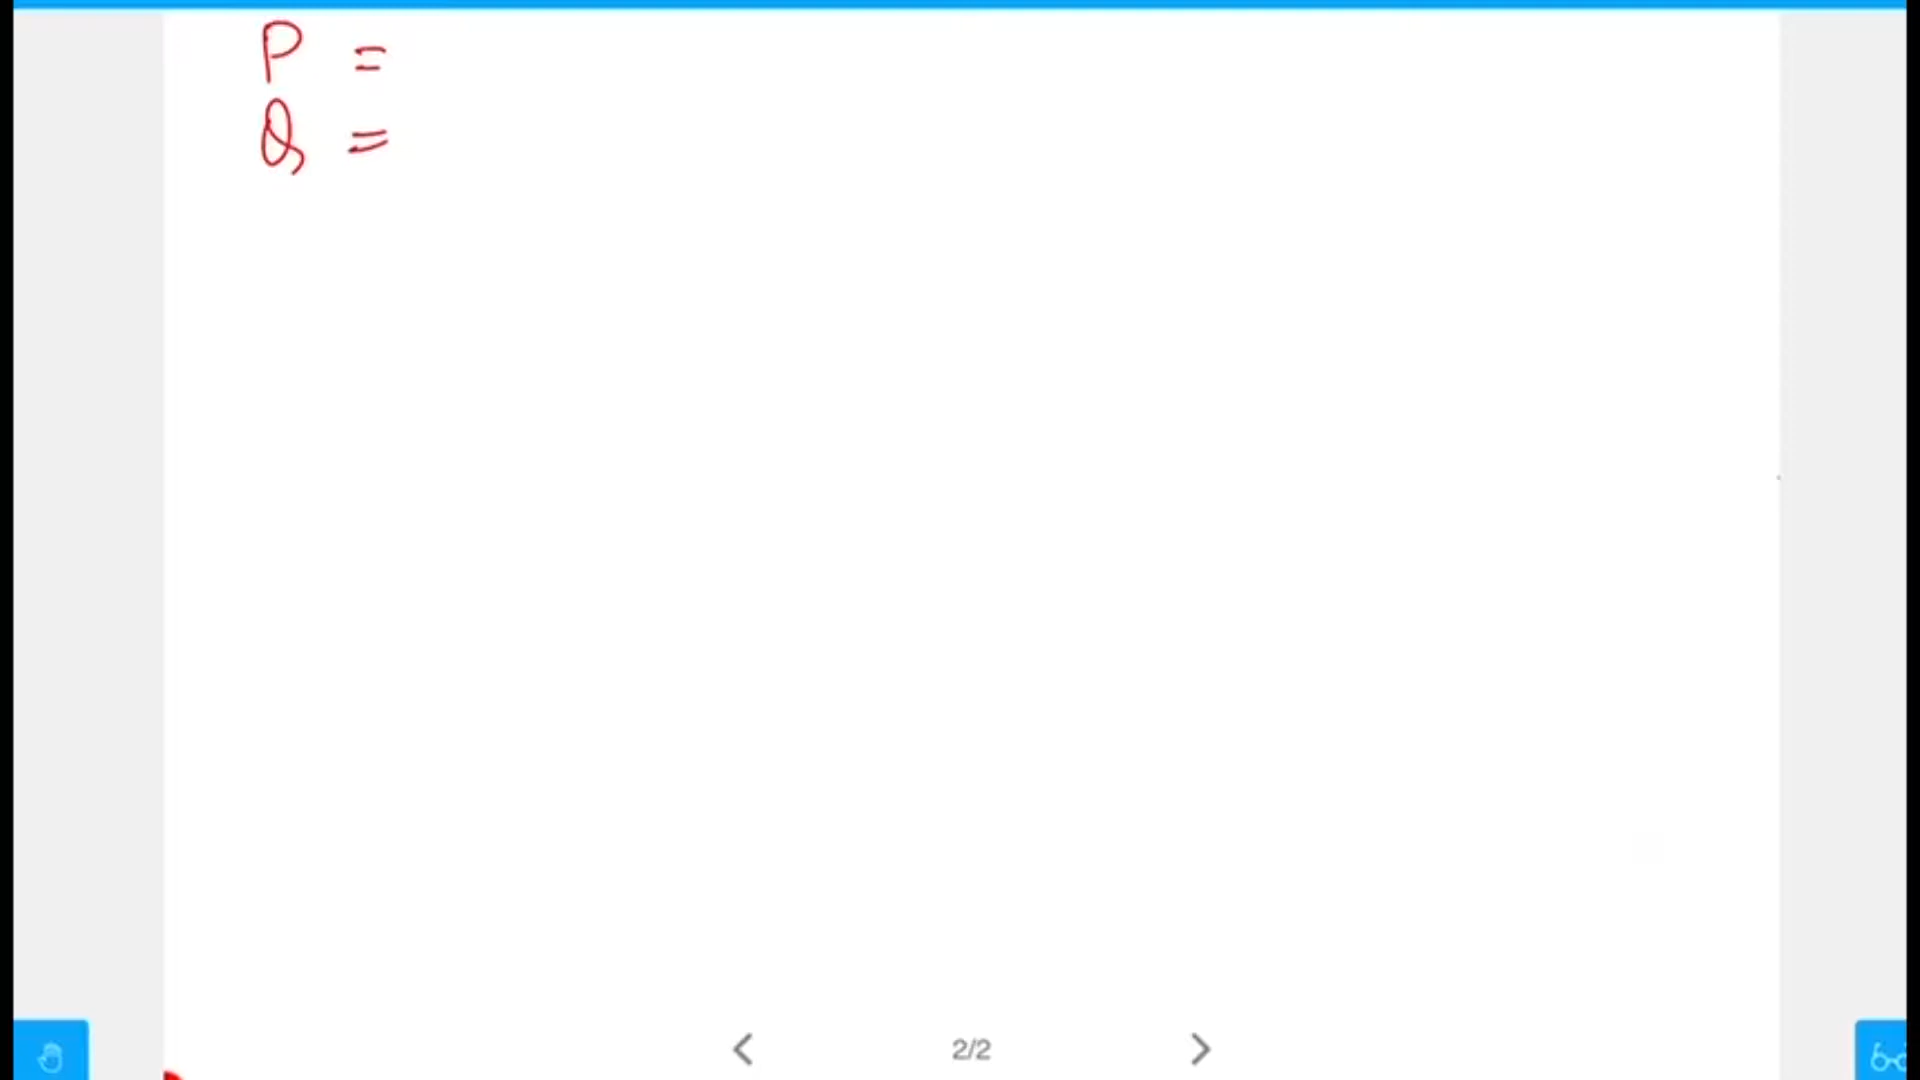 P =
Q =
2/2